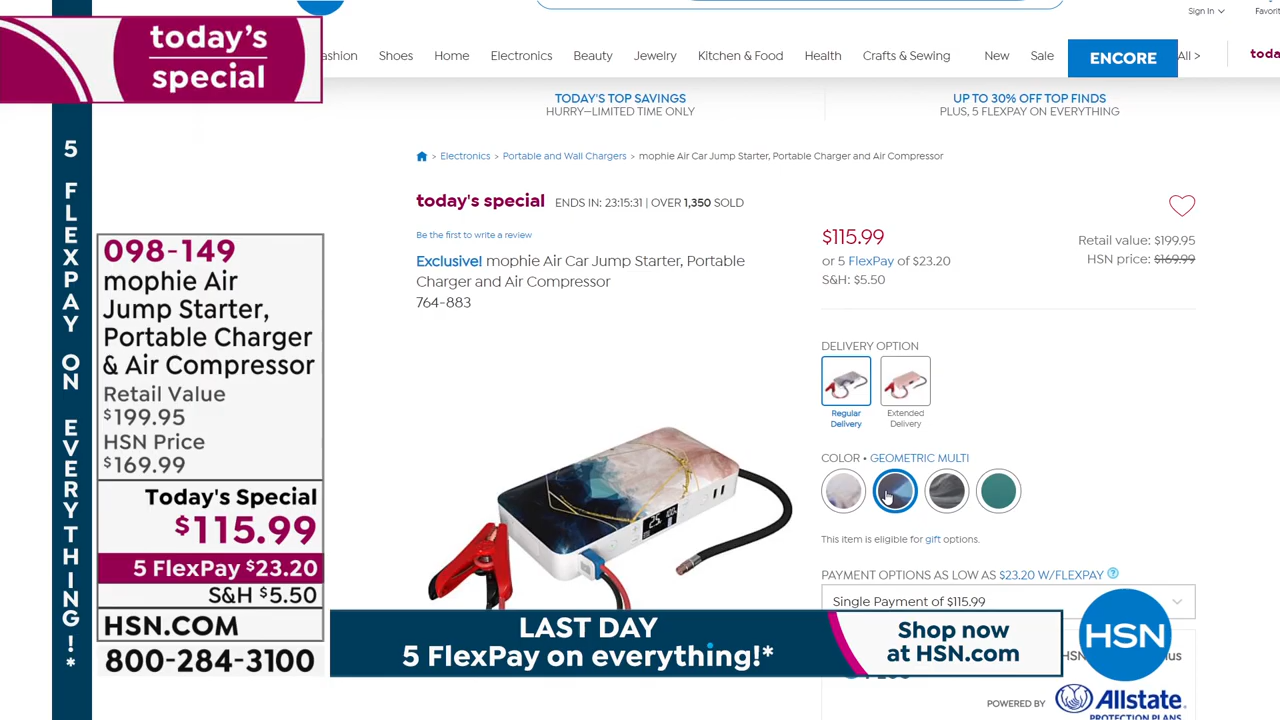 today's
special
5 FLEXPAY ON EVERYTHING!*
098-149
mophie Air
Jump Starter,
Portable Charger
& Air Compressor
Retail Value
$199.95
HSN Price
$169.99
Today's Special
$115.99
5 FlexPay $23.20
S&H $5.50
HSN.COM
800-284-3100
Sign In
Favorit
ashion Shoes Home Electronics Beauty Jewelry Kitchen & Food Health Crafts & Sewing New Sale ENCORE All > toda
TODAY'S TOP SAVINGS
HURRY—LIMITED TIME ONLY
UP TO 30% OFF TOP FINDS
PLUS, 5 FLEXPAY ON EVERYTHING
> Electronics > Portable and Wall Chargers > mophie Air Car Jump Starter, Portable Charger and Air Compressor
today's special ENDS IN: 23:15:31 | OVER 1,350 SOLD
Be the first to write a review
Exclusive! mophie Air Car Jump Starter, Portable
Charger and Air Compressor
764-883
$115.99
or 5 FlexPay of $23.20
S&H: $5.50
Retail value: $199.95
HSN price: $169.99
DELIVERY OPTION
Regular
Delivery
Extended
Delivery
COLOR • GEOMETRIC MULTI
This item is eligible for gift options.
PAYMENT OPTIONS AS LOW AS $23.20 W/FLEXPAY ?
Single Payment of $115.99
LAST DAY
5 FlexPay on everything!*
Shop now
at HSN.com
HSN
POWERED BY Allstate.
PROTECTION PLANS